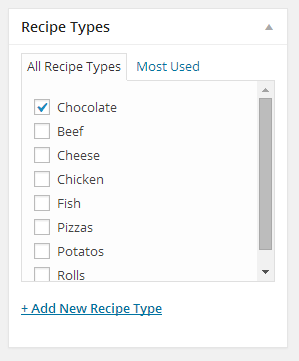 Recipe Types
All Recipe Types Most Used
Chocolate
Beef
Cheese
Chicken
Fish
Pizzas
Potatos
Rolls
+ Add New Recipe Type